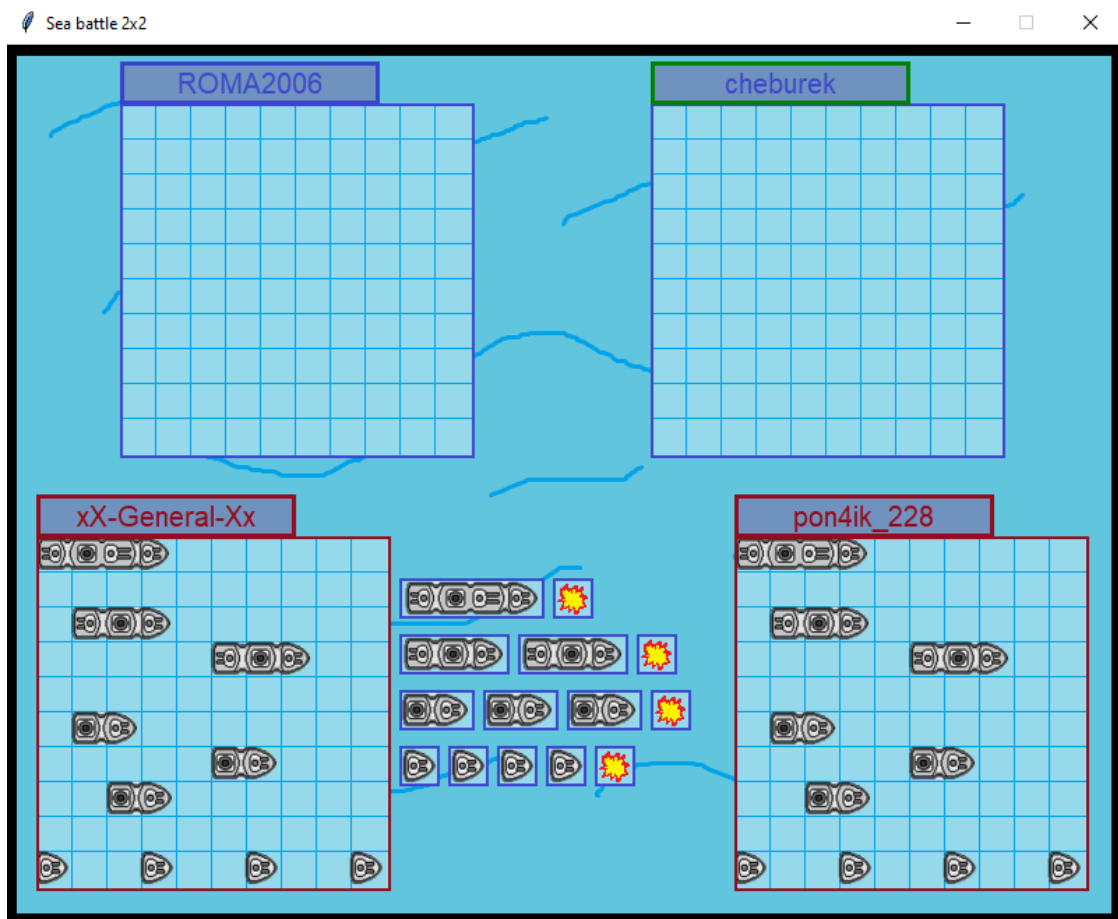 Sea battle 2x2
ROMA2006
cheburek
xX-General-Xx
pon4ik_228